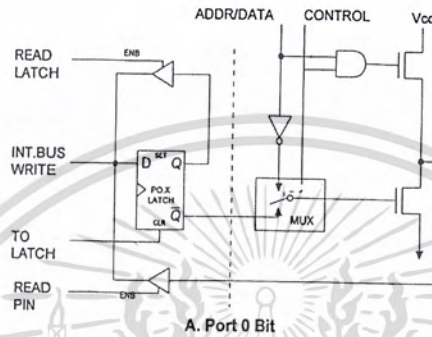 ADDR/DATA CONTROL Vcc
READ
LATCH
ENB
INT.BUS
WRITE
D SET Q
P0.X
LATCH
Q
CLR
MUX
TO
LATCH
READ
PIN
ENB
A. Port 0 Bit